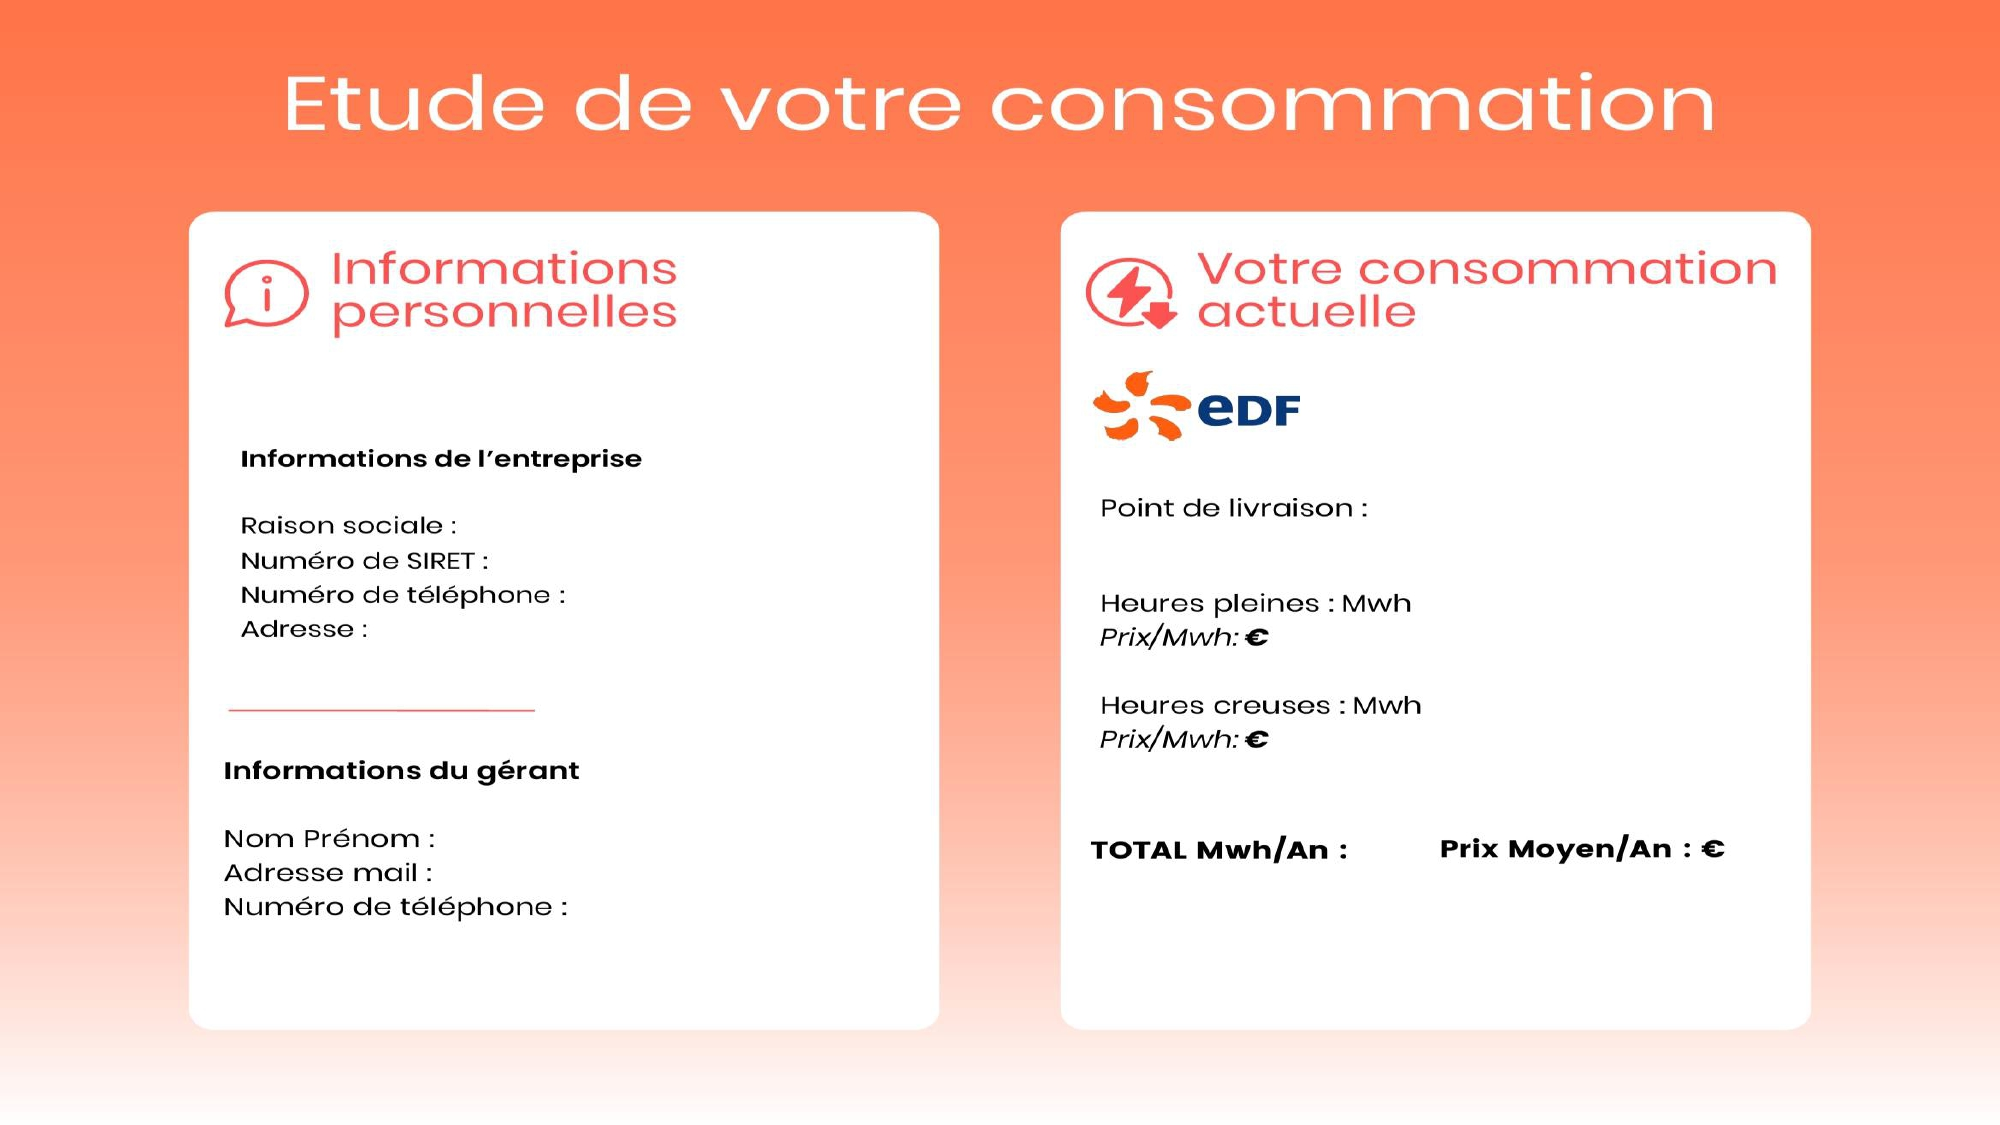 Etude de votre consommation
Informations
personnelles
Informations de l’entreprise
Raison sociale :
Numéro de SIRET :
Numéro de téléphone :
Adresse :
Informations du gérant
Nom Prénom :
Adresse mail :
Numéro de téléphone :
Votre consommation
actuelle
eDF
Point de livraison :
Heures pleines : Mwh
Prix/Mwh: €
Heures creuses : Mwh
Prix/Mwh: €
TOTAL Mwh/An :
Prix Moyen/An : €